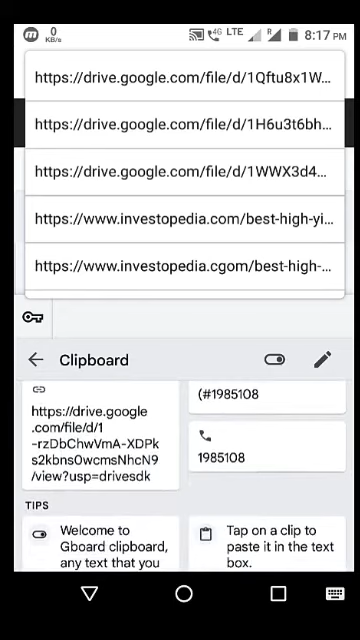 0
KB/s
4G LTE R 8:17 PM
https://drive.google.com/file/d/1Qftu8x1W...
https://drive.google.com/file/d/1H6u3t6bh...
https://drive.google.com/file/d/1WWX3d4...
https://www.investopedia.com/best-high-yi...
https://www.investopedia.cgom/best-high-...
Clipboard
https://drive.google
.com/file/d/1
-rzDbChwVmA-XDPk
s2kbns0wcmsNhcN9
/view?usp=drivesdk
(#1985108
1985108
TIPS
Welcome to
Gboard clipboard,
any text that you
Tap on a clip to
paste it in the text
box.